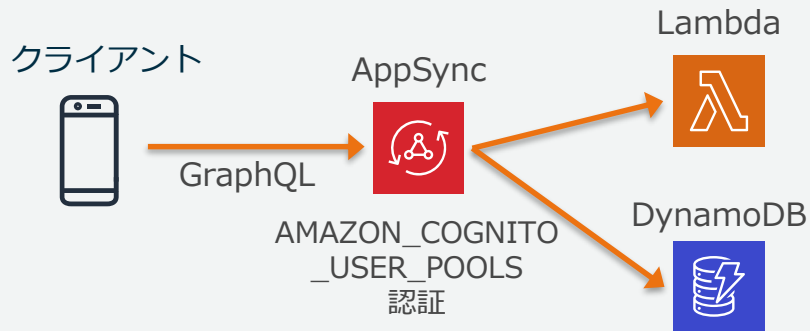 Lambda
クライアント
AppSync
GraphQL
DynamoDB
AMAZON_COGNITO
_USER_POOLS
認証